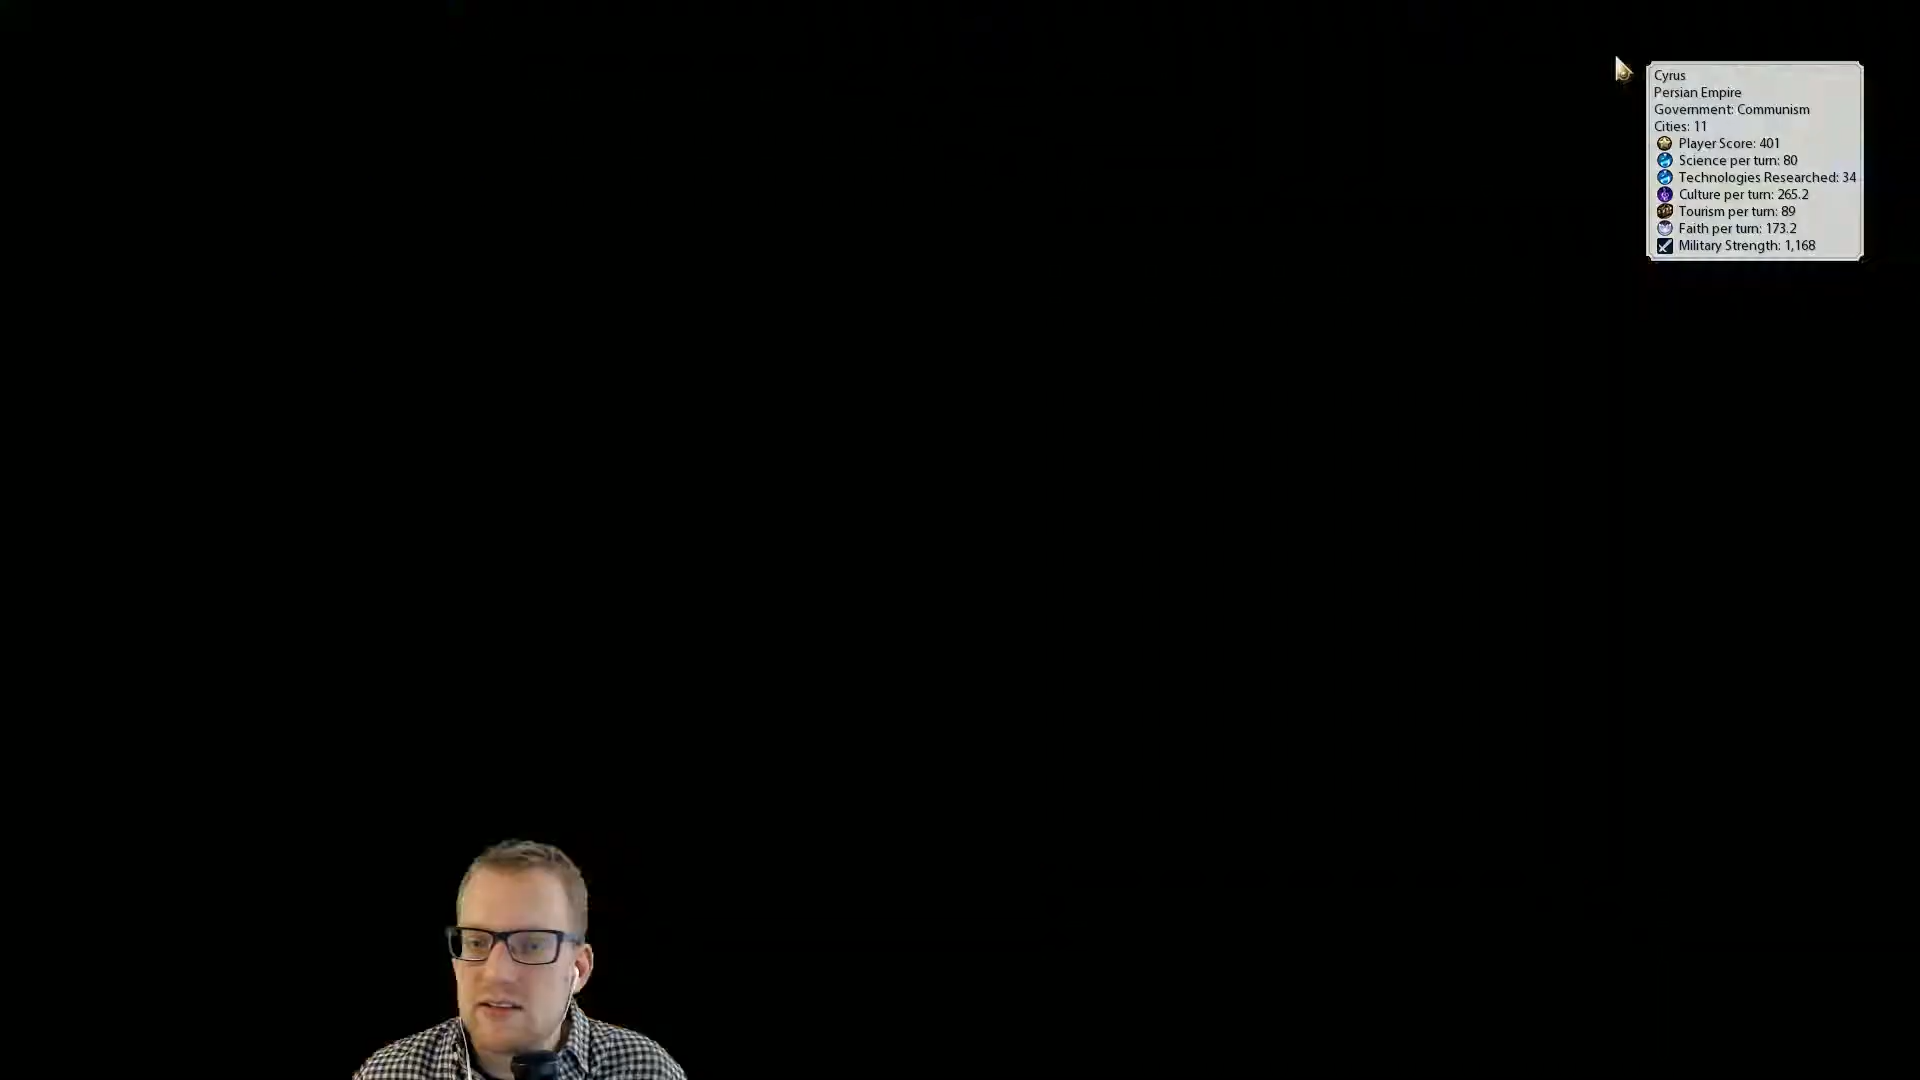 Cyrus
Persian Empire
Government: Communism
Cities: 11
Player Score: 401
Science per turn: 80
Technologies Researched: 34
Culture per turn: 265.2
Tourism per turn: 89
Faith per turn: 173.2
Military Strength: 1,168